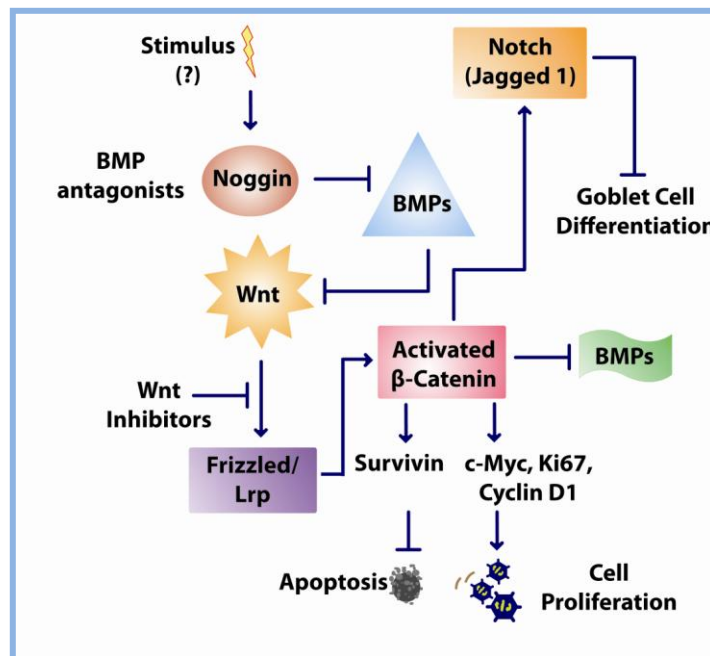 Stimulus
(?)
Notch
(Jagged 1)
BMP
antagonists
Noggin
BMPs
Goblet Cell
Differentiation
Wnt
Activated
β-Catenin
BMPs
Wnt
Inhibitors
Frizzled/
Lrp
Survivin
c-Myc, Ki67,
Cyclin D1
Apoptosis
Cell
Proliferation